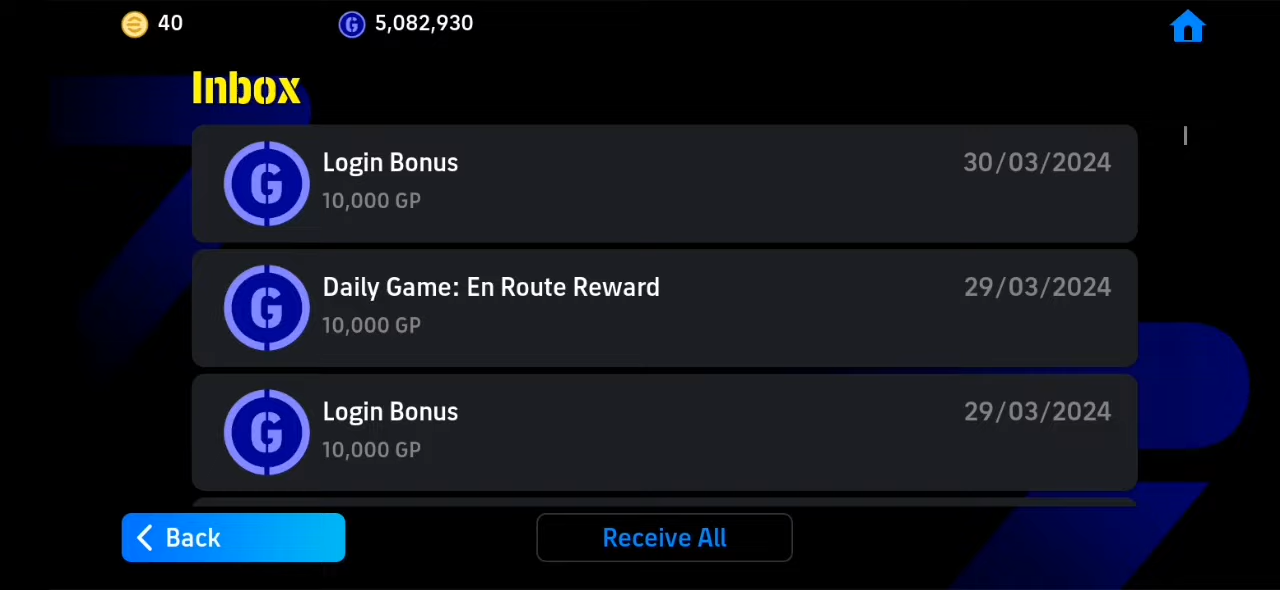 40
5,082,930
Inbox
G
Login Bonus
30/03/2024
10,000 GP
G
Daily Game: En Route Reward
29/03/2024
10,000 GP
G
Login Bonus
29/03/2024
10,000 GP
Back
Receive All